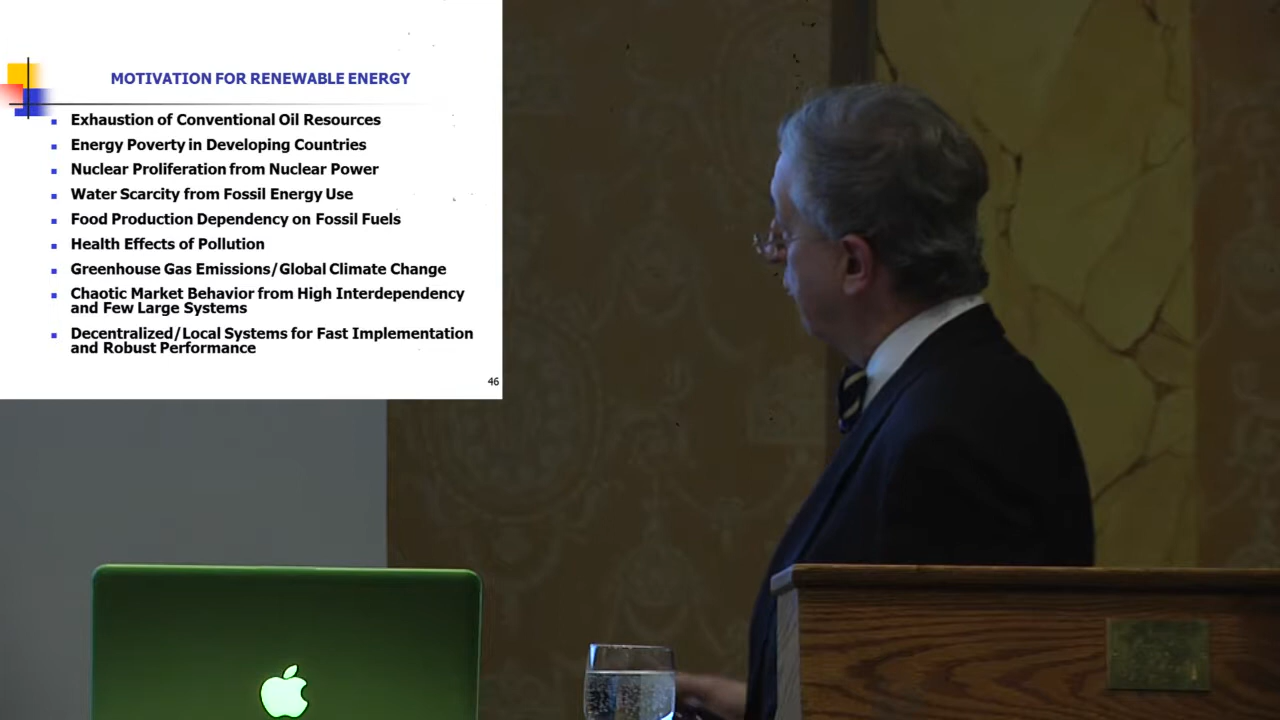 MOTIVATION FOR RENEWABLE ENERGY
Exhaustion of Conventional Oil Resources
Energy Poverty in Developing Countries
Nuclear Proliferation from Nuclear Power
Water Scarcity from Fossil Energy Use
Food Production Dependency on Fossil Fuels
Health Effects of Pollution
Greenhouse Gas Emissions/Global Climate Change
Chaotic Market Behavior from High Interdependency
and Few Large Systems
Decentralized/Local Systems for Fast Implementation
and Robust Performance
46